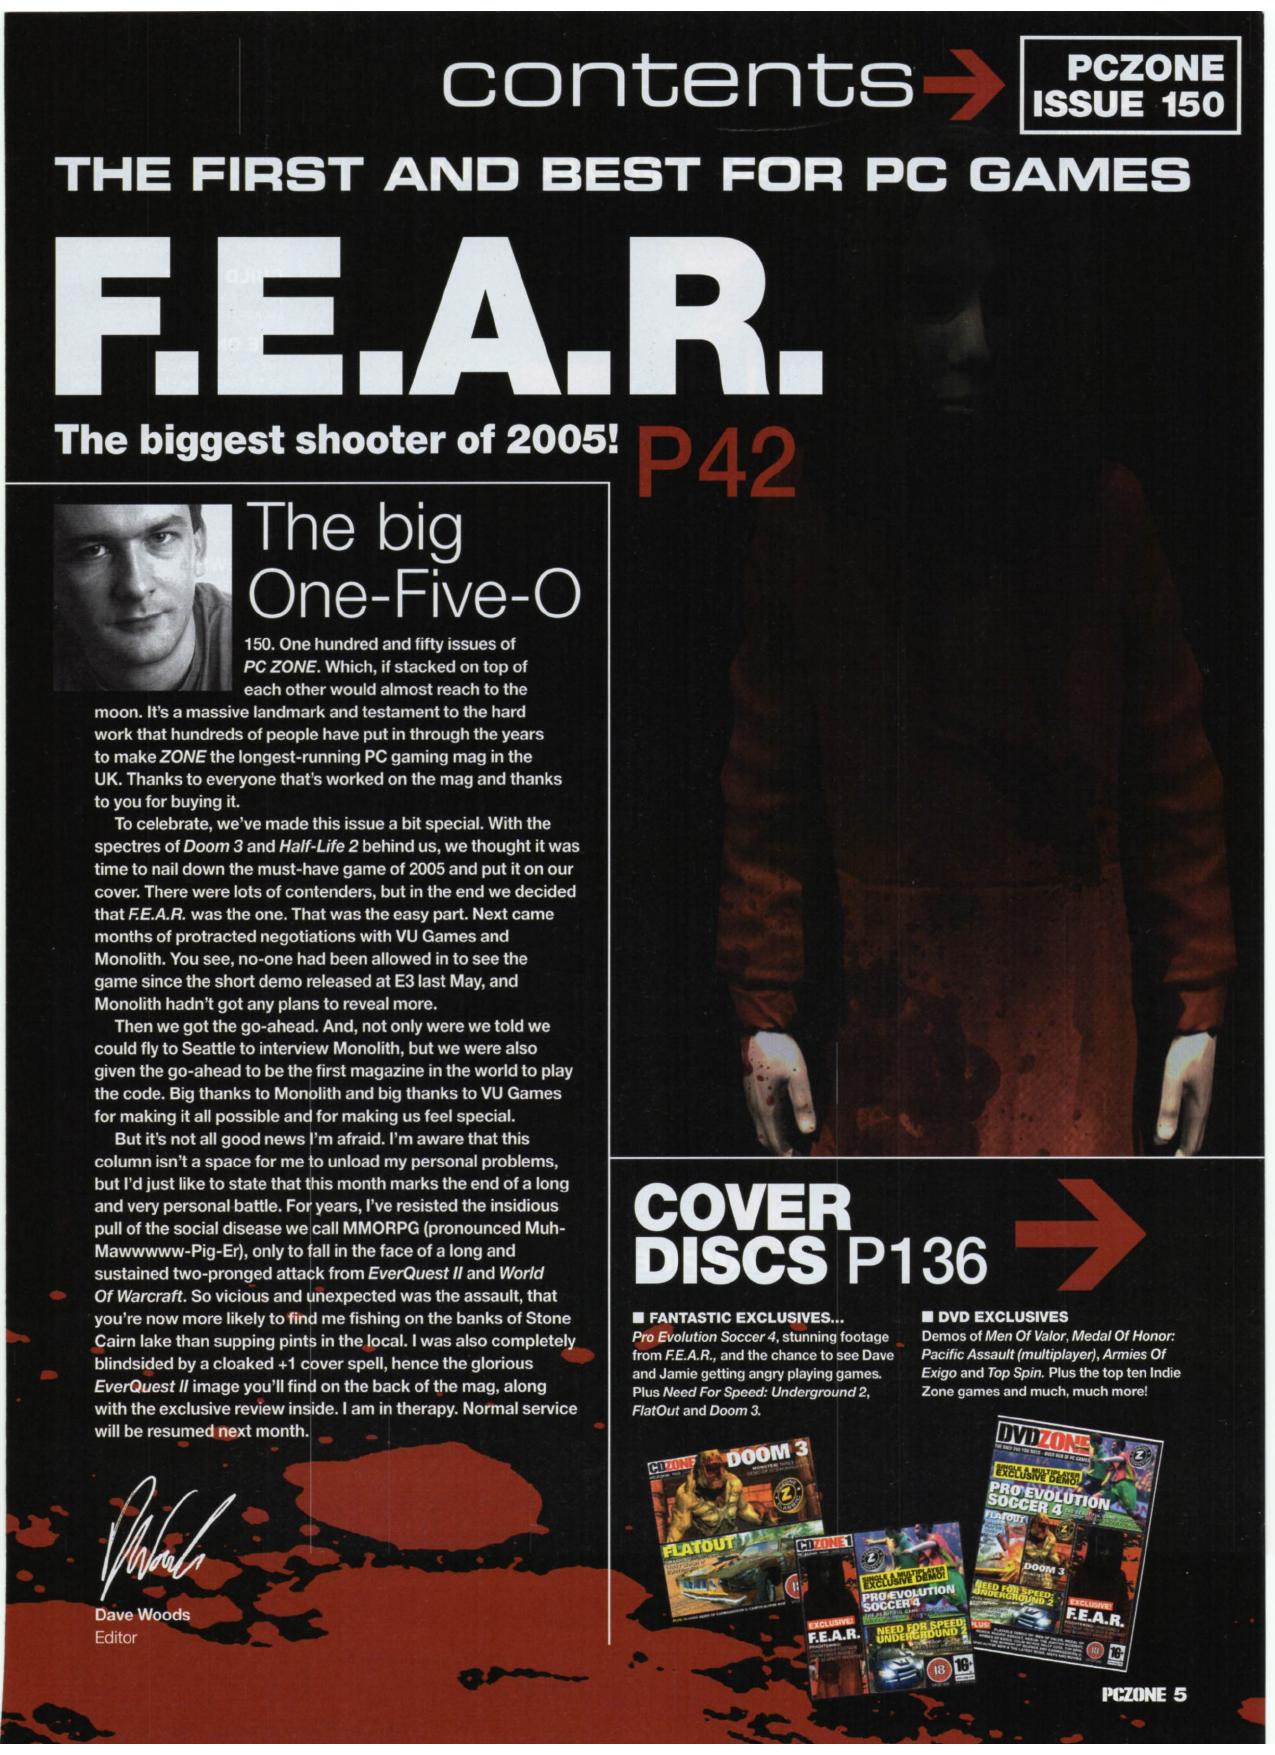 contents
PCZONE
ISSUE 150
THE FIRST AND BEST FOR PC GAMES
F.E.A.R.
The biggest shooter of 2005! P42
The big
One-Five-O
150. One hundred and fifty issues of
PC ZONE. Which, if stacked on top of
each other would almost reach to the
moon. It's a massive landmark and testament to the hard
work that hundreds of people have put in through the years
to make ZONE the longest-running PC gaming mag in the
UK. Thanks to everyone that's worked on the mag and thanks
to you for buying it.
To celebrate, we've made this issue a bit special. With the
spectres of Doom 3 and Half-Life 2 behind us, we thought it was
time to nail down the must-have game of 2005 and put it on our
cover. There were lots of contenders, but in the end we decided
that F.E.A.R. was the one. That was the easy part. Next came
months of protracted negotiations with VU Games and
Monolith. You see, no-one had been allowed in to see the
game since the short demo released at E3 last May, and
Monolith hadn't got any plans to reveal more.
Then we got the go-ahead. And, not only were we told we
could fly to Seattle to interview Monolith, but we were also
given the go-ahead to be the first magazine in the world to play
the code. Big thanks to Monolith and big thanks to VU Games
for making it all possible and for making us feel special.
But it's not all good news I'm afraid. I'm aware that this
column isn't a space for me to unload my personal problems,
but I'd just like to state that this month marks the end of a long
and very personal battle. For years, I've resisted the insidious
pull of the social disease we call MMORPG (pronounced Muh-
Mawwwww-Pig-Er), only to fall in the face of a long and
sustained two-pronged attack from EverQuest II and World
Of Warcraft. So vicious and unexpected was the assault, that
you're now more likely to find me fishing on the banks of Stone
Cairn lake than supping pints in the local. I was also completely
blindsided by a cloaked +1 cover spell, hence the glorious
EverQuest II image you'll find on the back of the mag, along
with the exclusive review inside. I am in therapy. Normal service
will be resumed next month.
Dave Woods
Editor
COVER
DISCS P136
■ FANTASTIC EXCLUSIVES...
Pro Evolution Soccer 4, stunning footage
from F.E.A.R., and the chance to see Dave
and Jamie getting angry playing games.
Plus Need For Speed: Underground 2,
FlatOut and Doom 3.
■ DVD EXCLUSIVES
Demos of Men Of Valor, Medal Of Honor:
Pacific Assault (multiplayer), Armies Of
Exigo and Top Spin. Plus the top ten Indie
Zone games and much, much more!
CDZONE
DOOM 3
FLATOUT
CDZONE1
SINGLE & MULTIPLAYER
EXCLUSIVE DEMO!
PRO EVOLUTION
SOCCER 4
EXCLUSIVE!
F.E.A.R.
NEED FOR SPEED:
UNDERGROUND 2
18
16+
DVDZONE
SINGLE & MULTIPLAYER
EXCLUSIVE DEMO!
PRO EVOLUTION
SOCCER 4
FLATOUT
DOOM 3
NEED FOR SPEED:
UNDERGROUND 2
EXCLUSIVE!
F.E.A.R.
PLUS!
18
16+
PCZONE 5